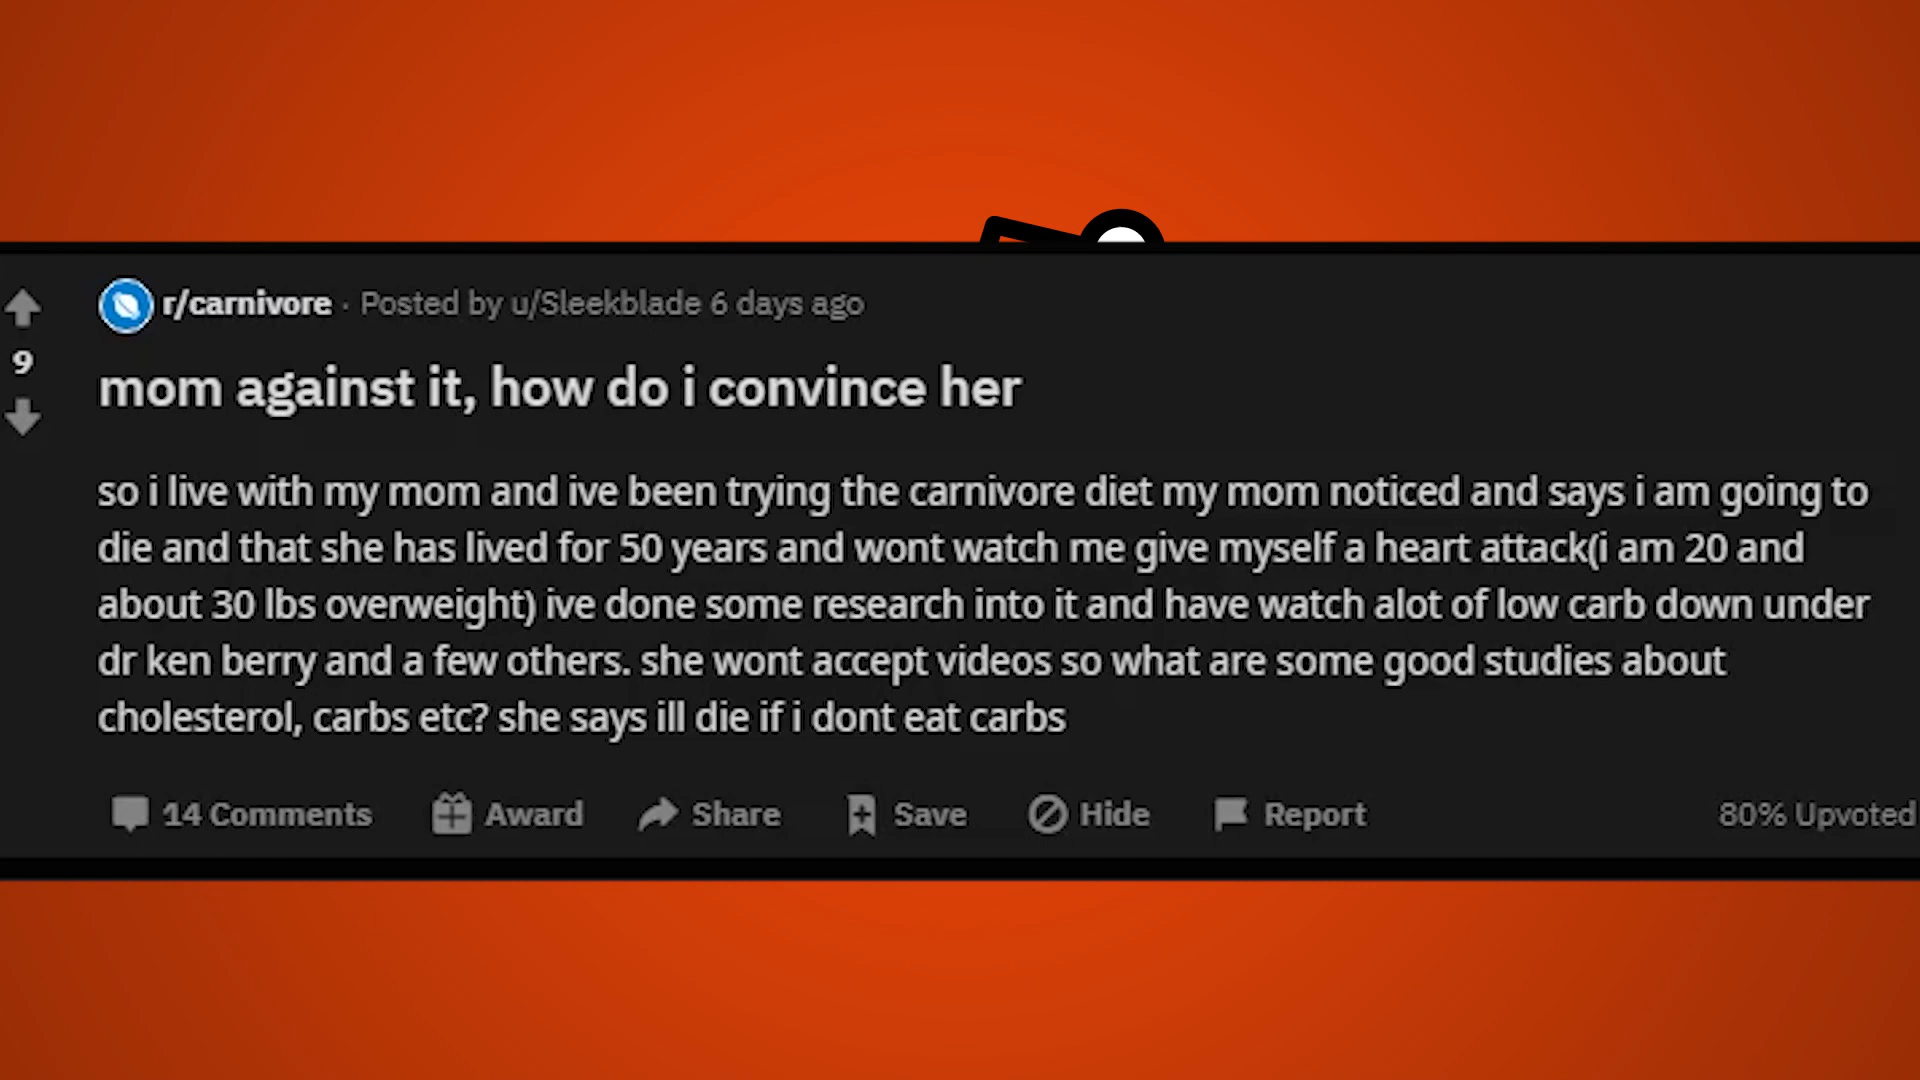 r/carnivore · Posted by u/Sleekblade 6 days ago
9
mom against it, how do i convince her
so i live with my mom and ive been trying the carnivore diet my mom noticed and says i am going to
die and that she has lived for 50 years and wont watch me give myself a heart attack(i am 20 and
about 30 lbs overweight) ive done some research into it and have watch alot of low carb down under
dr ken berry and a few others. she wont accept videos so what are some good studies about
cholesterol, carbs etc? she says ill die if i dont eat carbs
14 Comments Award Share Save Hide Report 80% Upvoted